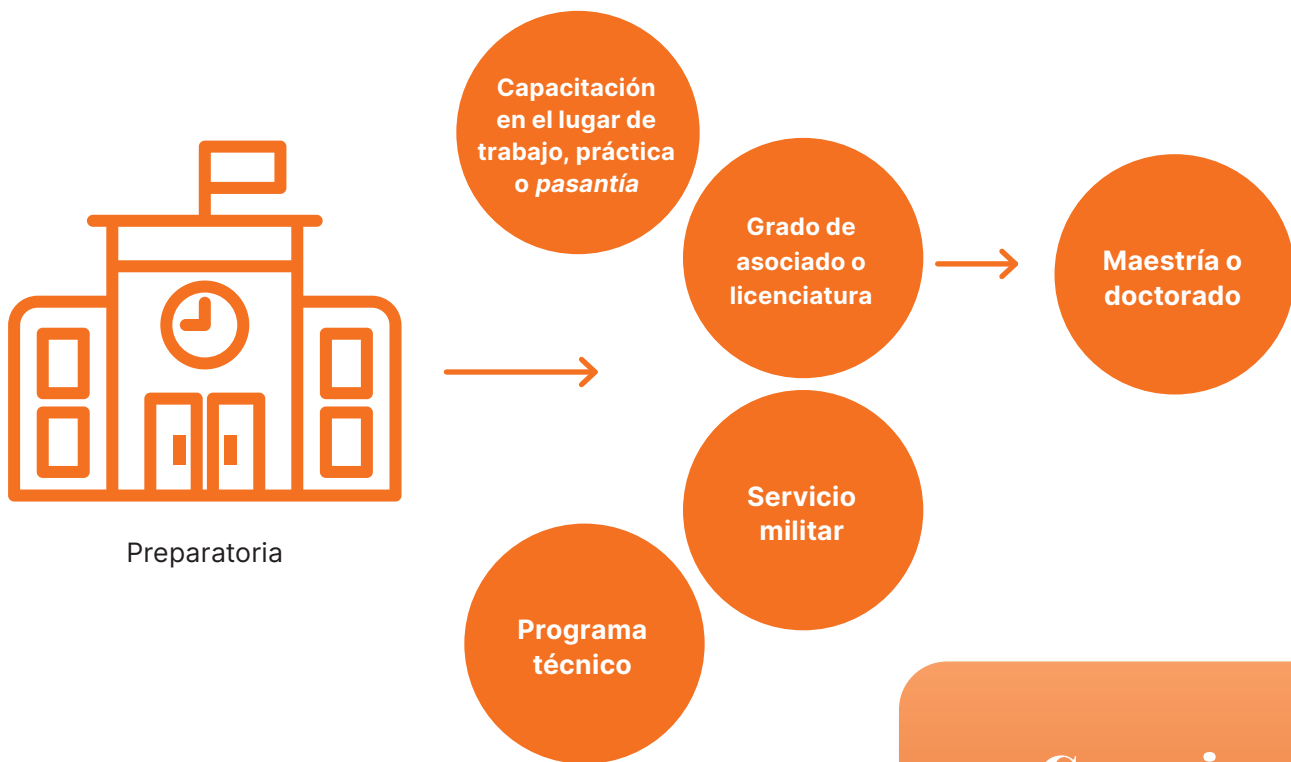 Capacitación
en el lugar de
trabajo, práctica
o pasantía
Grado de
asociado o
licenciatura
Maestría o
doctorado
Preparatoria
Servicio
militar
Programa
técnico